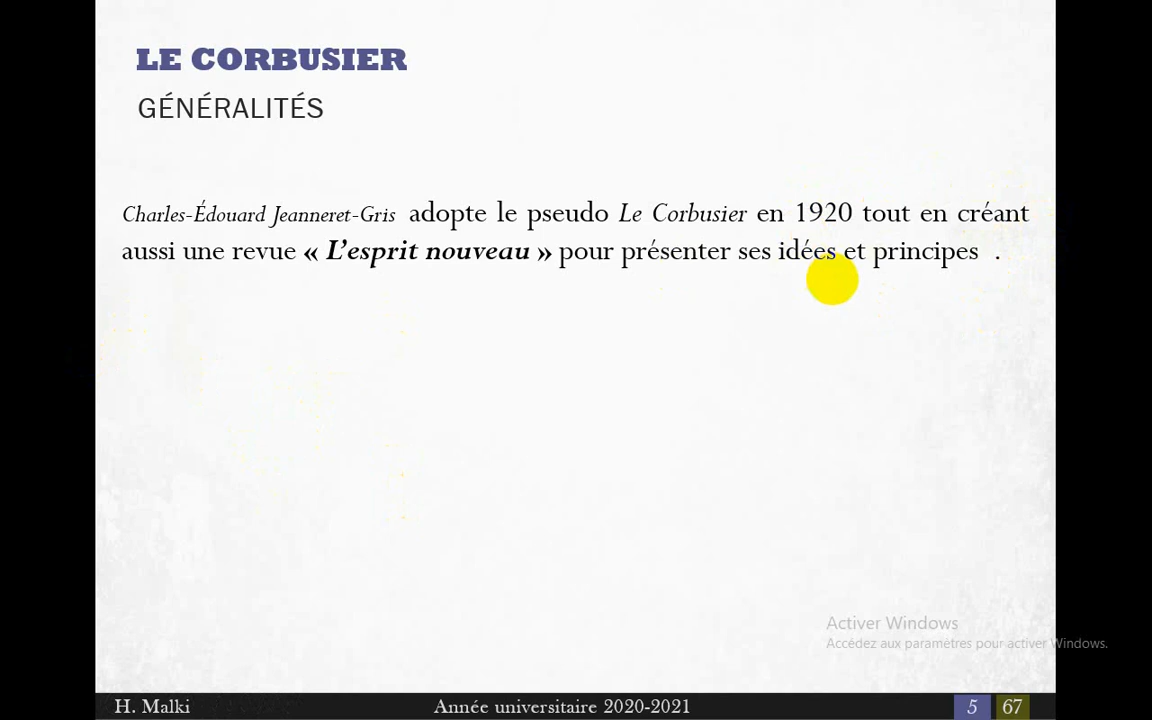 LE CORBUSIER
GÉNÉRALITÉS
Charles-Édouard Jeanneret-Gris adopte le pseudo Le Corbusier en 1920 tout en créant
aussi une revue « L’esprit nouveau » pour présenter ses idées et principes .
Activer Windows
Accédez aux paramètres pour activer Windows.
H. Malki Année universitaire 2020-2021 5 67